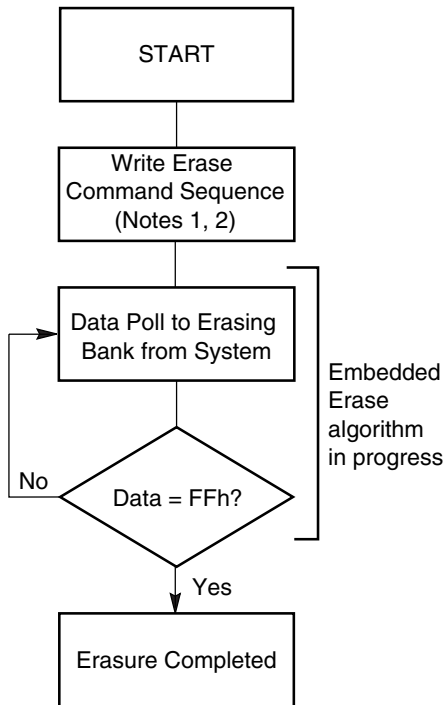 START
Write Erase
Command Sequence
(Notes 1, 2)
Data Poll to Erasing
Bank from System
Embedded
Erase
algorithm
in progress
No
Data = FFh?
Yes
Erasure Completed